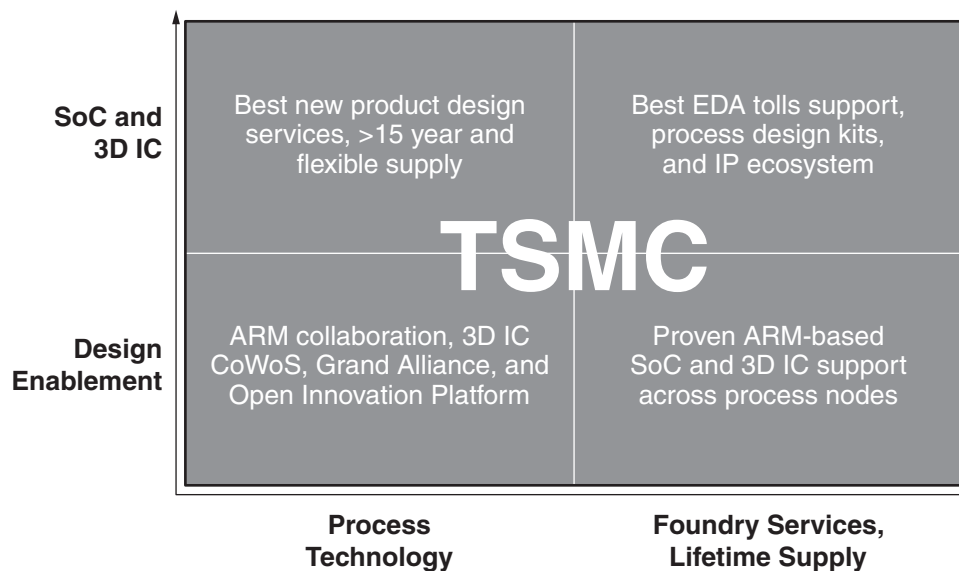 SoC and
3D IC
Best new product design
services, >15 year and
flexible supply
Best EDA tolls support,
process design kits,
and IP ecosystem
TSMC
Design
Enablement
ARM collaboration, 3D IC
CoWoS, Grand Alliance, and
Open Innovation Platform
Proven ARM-based
SoC and 3D IC support
across process nodes
Process
Technology
Foundry Services,
Lifetime Supply